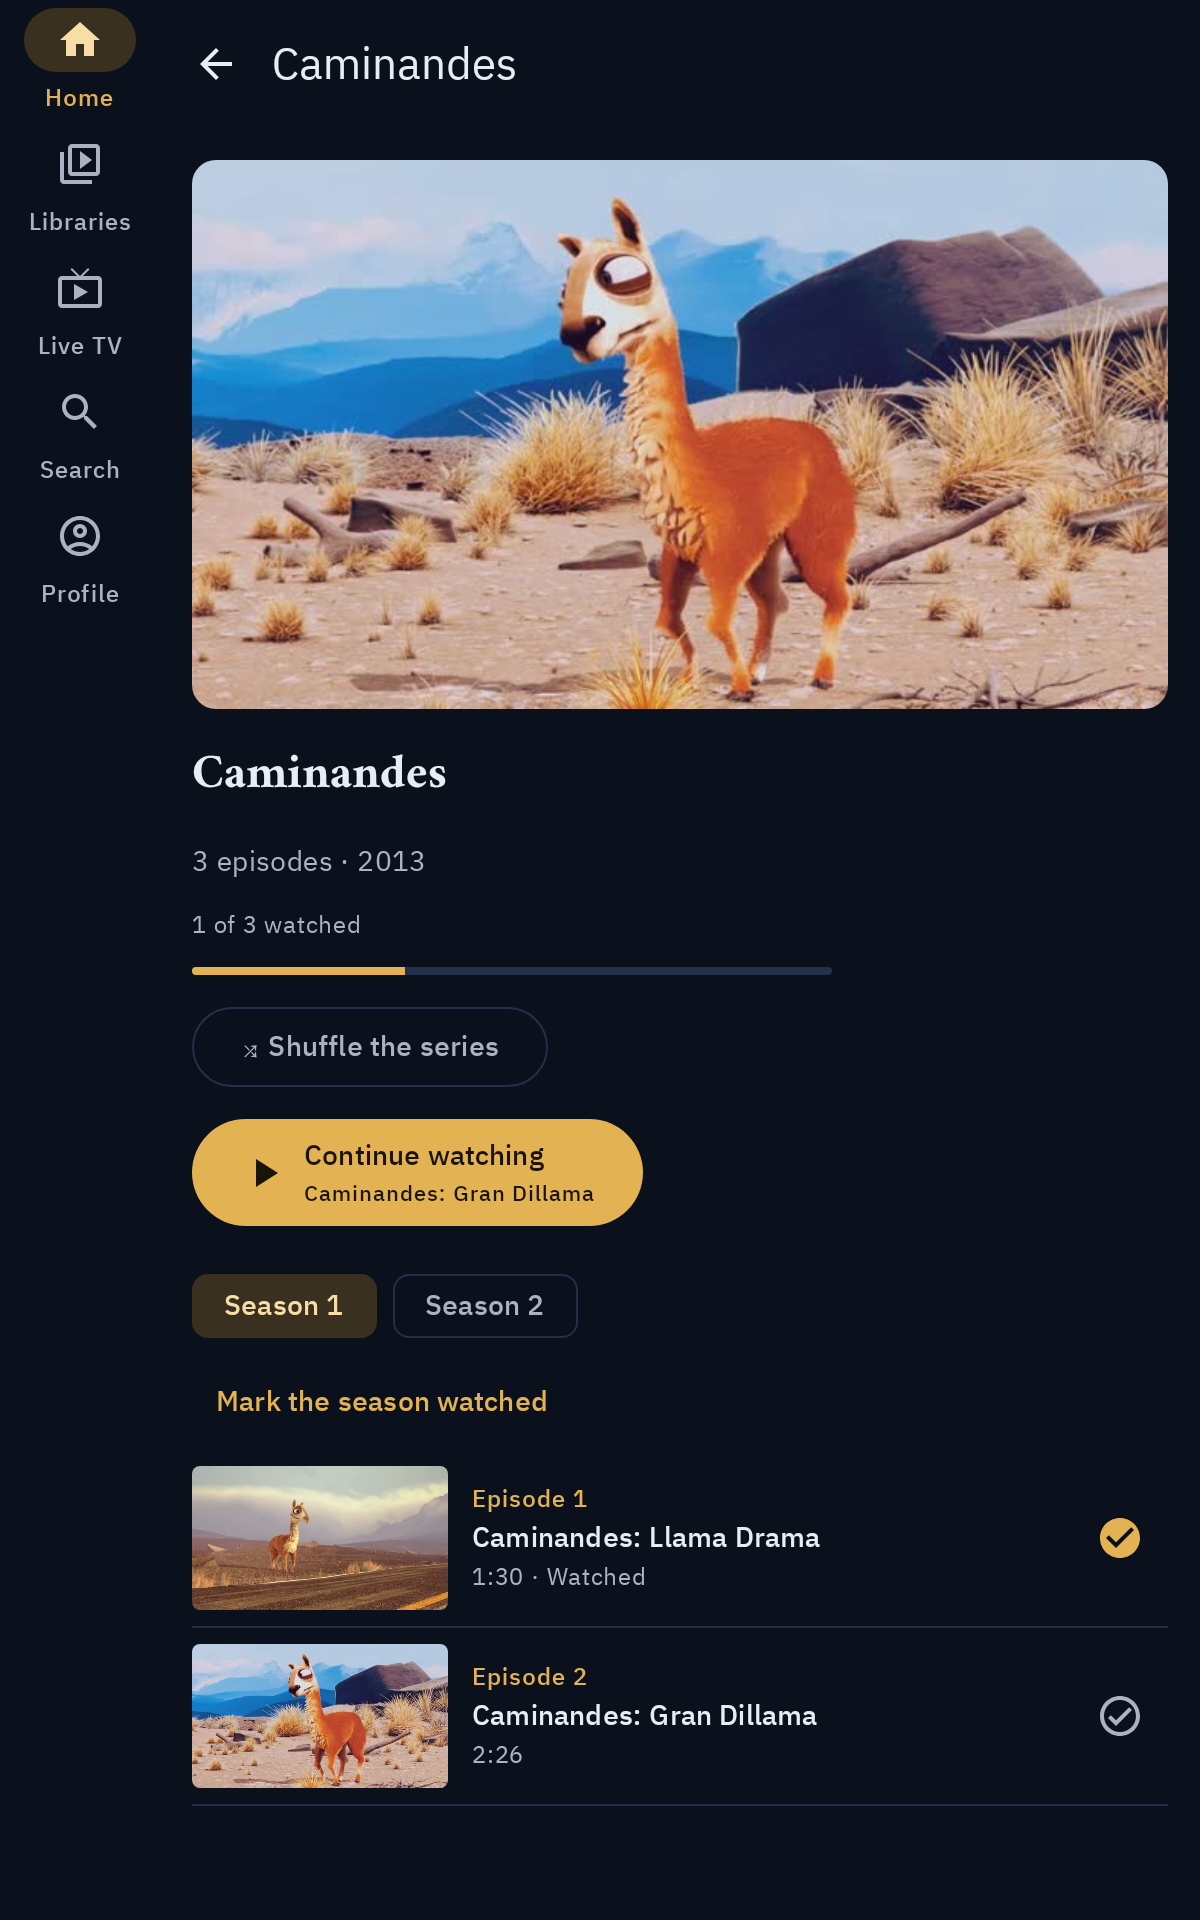 Home
Libraries
Live TV
Search
Profile
Caminandes
Caminandes
3 episodes · 2013
1 of 3 watched
Shuffle the series
Continue watching
Caminandes: Gran Dillama
Season 1
Season 2
Mark the season watched
Episode 1
Caminandes: Llama Drama
1:30 · Watched
Episode 2
Caminandes: Gran Dillama
2:26